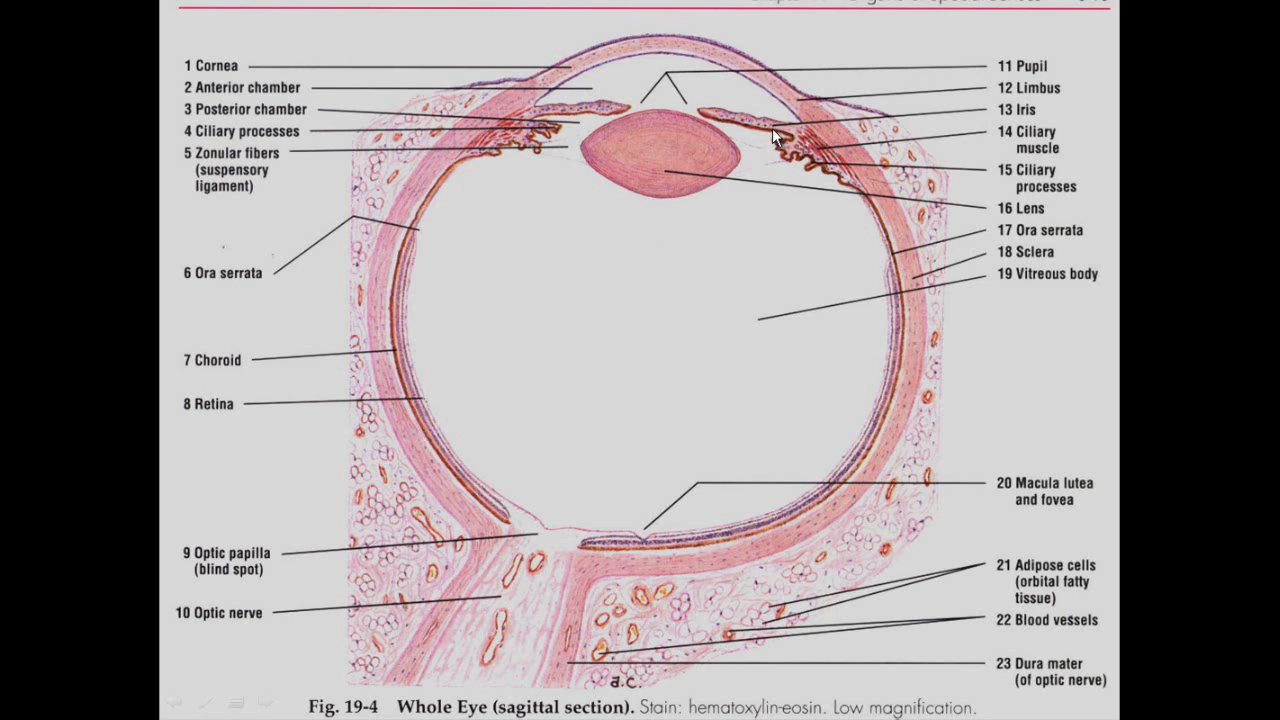 1 Cornea
2 Anterior chamber
3 Posterior chamber
4 Ciliary processes
5 Zonular fibers
(suspensory
ligament)
6 Ora serrata
7 Choroid
8 Retina
9 Optic papilla
(blind spot)
10 Optic nerve
11 Pupil
12 Limbus
13 Iris
14 Ciliary
muscle
15 Ciliary
processes
16 Lens
17 Ora serrata
18 Sclera
19 Vitreous body
20 Macula lutea
and fovea
21 Adipose cells
(orbital fatty
tissue)
22 Blood vessels
23 Dura mater
(of optic nerve)
a.c.
Fig. 19-4 Whole Eye (sagittal section). Stain: hematoxylin-eosin. Low magnification.